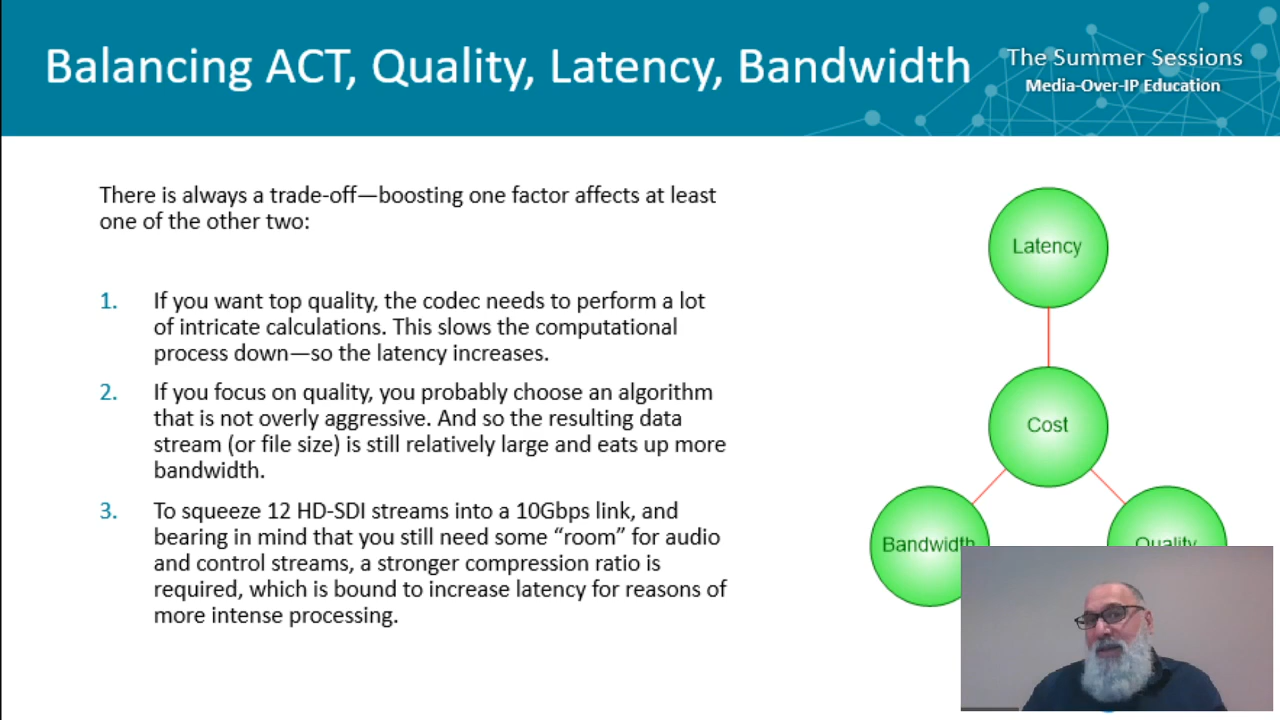 Balancing ACT, Quality, Latency, Bandwidth
The Summer Sessions
Media-Over-IP Education
There is always a trade-off—boosting one factor affects at least
one of the other two:
1. If you want top quality, the codec needs to perform a lot
of intricate calculations. This slows the computational
process down—so the latency increases.
2. If you focus on quality, you probably choose an algorithm
that is not overly aggressive. And so the resulting data
stream (or file size) is still relatively large and eats up more
bandwidth.
3. To squeeze 12 HD-SDI streams into a 10Gbps link, and
bearing in mind that you still need some “room” for audio
and control streams, a stronger compression ratio is
required, which is bound to increase latency for reasons of
more intense processing.
Latency
Cost
Bandwidth
Quality